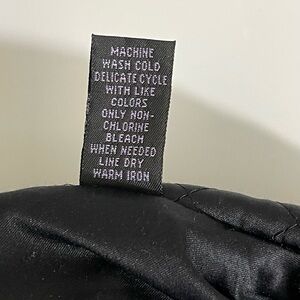 MACHINE
WASH COLD
DELICATE CYCLE
WITH LIKE
COLORS
ONLY NON-
CHLORINE
BLEACH
WHEN NEEDED
LINE DRY
WARM IRON